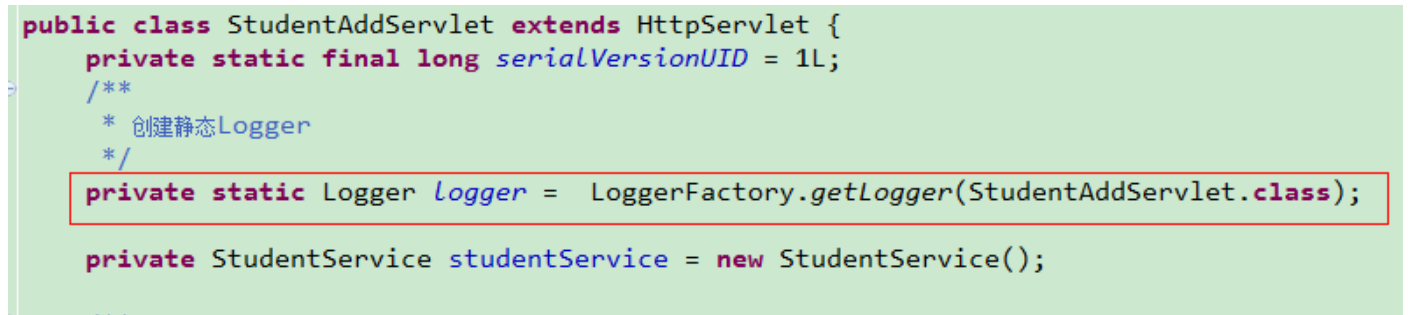 public class StudentAddServlet extends HttpServlet {
    private static final long serialVersionUID = 1L;
    /**
     * 创建静态Logger
     */
    private static Logger logger =  LoggerFactory.getLogger(StudentAddServlet.class);
    private StudentService studentService = new StudentService();